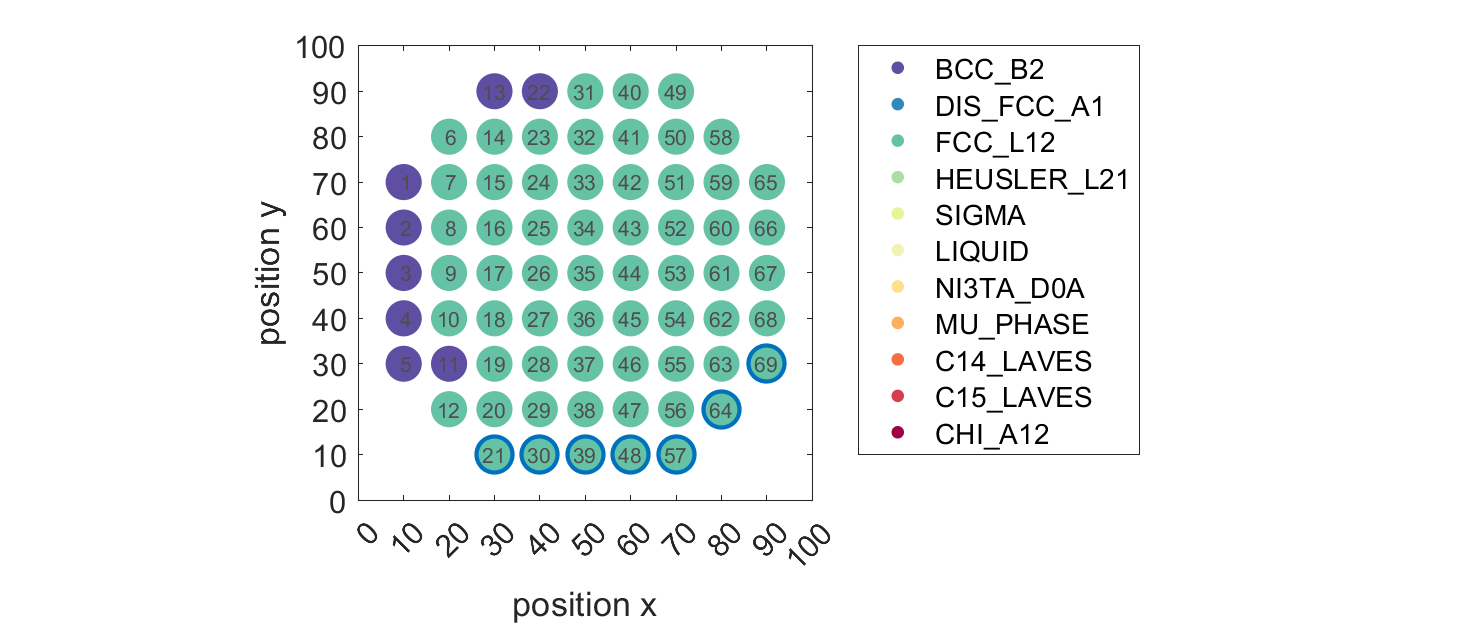 100
90
80
70
60
50
40
30
20
10
0
position y
13 22 31 40 49
6 14 23 32 41 50 58
1 7 15 24 33 42 51 59 65
2 8 16 25 34 43 52 60 66
3 9 17 26 35 44 53 61 67
4 10 18 27 36 45 54 62 68
5 11 19 28 37 46 55 63 69
12 20 29 38 47 56 64
21 30 39 48 57
0 10 20 30 40 50 60 70 80 90 100
position x
BCC_B2
DIS_FCC_A1
FCC_L12
HEUSLER_L21
SIGMA
LIQUID
NI3TA_D0A
MU_PHASE
C14_LAVES
C15_LAVES
CHI_A12